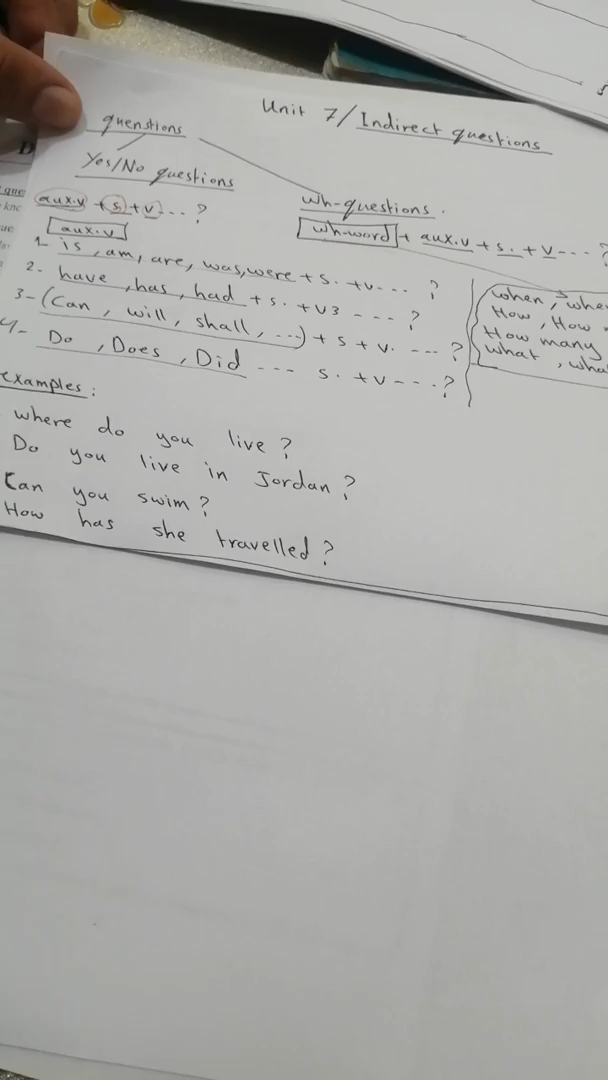 Unit 7/ Indirect questions
quenstions
Yes/No questions
aux.v + s. + v. --- ?
aux.v
1. is, am, are, was, were + s. + v. --- ?
2- have, has, had + s. + v3 --- ?
3- (Can, will, shall, ...) + s + v. --- ?
4- Do, Does, Did --- s. + v --- ?
wh-questions.
wh-word + aux.v + s. + v --- ?
when,
How, How
How many
what,
examples:
where do you live?
Do you live in Jordan?
Can you swim?
How has she travelled?